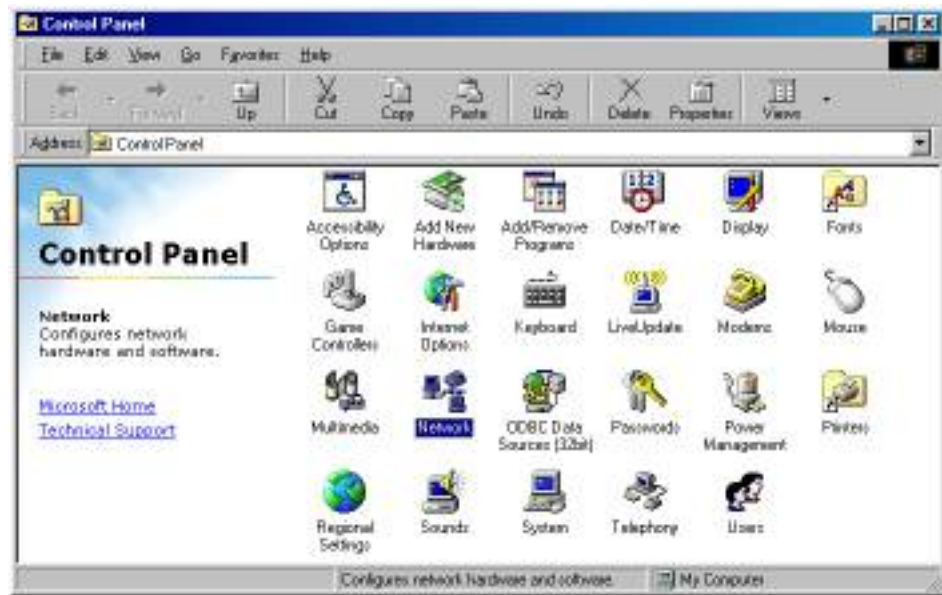 Control Panel
File Edit View Go Favorites Help
Back Forward Up Cut Copy Paste Undo Delete Properties Views
Address Control Panel
Control Panel
Network
Configures network
hardware and software.
Microsoft Home
Technical Support
Accessibility Options
Add New Hardware
Add/Remove Programs
Date/Time
Display
Fonts
Game Controllers
Internet Options
Keyboard
LiveUpdate
Modems
Mouse
Multimedia
Network
ODBC Data Sources (32bit)
Passwords
Power Management
Printers
Regional Settings
Sounds
System
Telephony
Users
Configures network hardware and software.
My Computer